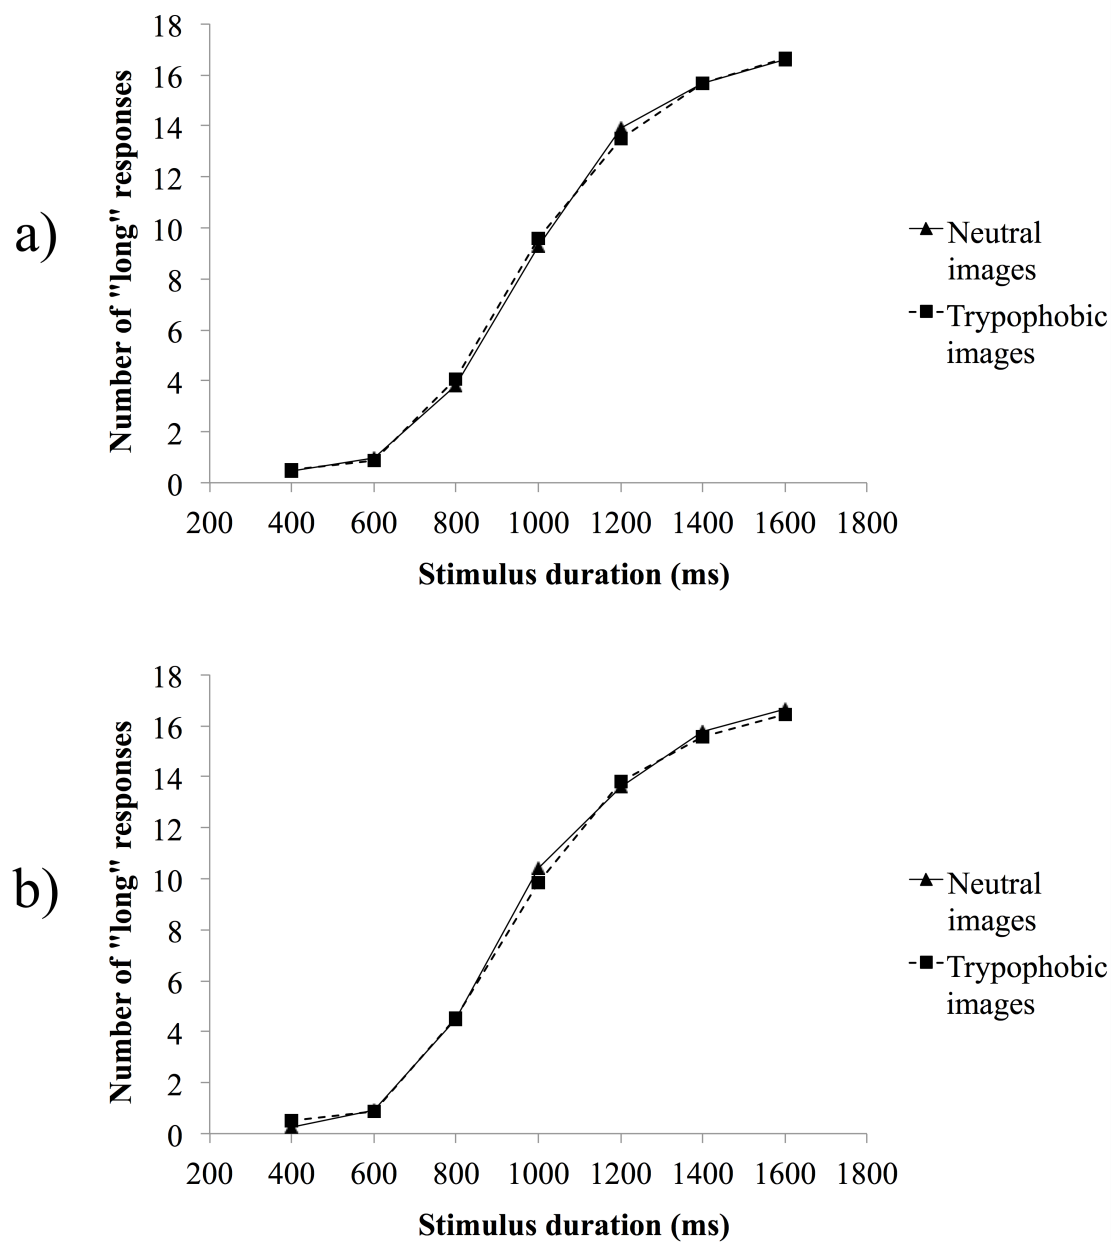 18
16
14
12
10
8
6
4
2
0
Number of "long" responses
a)
200 400 600 800 1000 1200 1400 1600 1800
Stimulus duration (ms)
Neutral
images
Trypophobic
images
18
16
14
12
10
8
6
4
2
0
Number of "long" responses
b)
200 400 600 800 1000 1200 1400 1600 1800
Stimulus duration (ms)
Neutral
images
Trypophobic
images